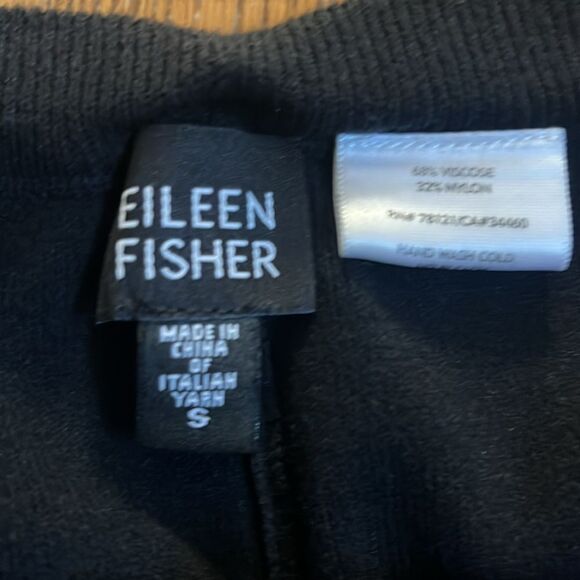 EILEEN
FISHER
MADE IN
CHINA
OF
ITALIAN
YARN
S
68% VISCOSE
32% NYLON
HAND WASH COLD